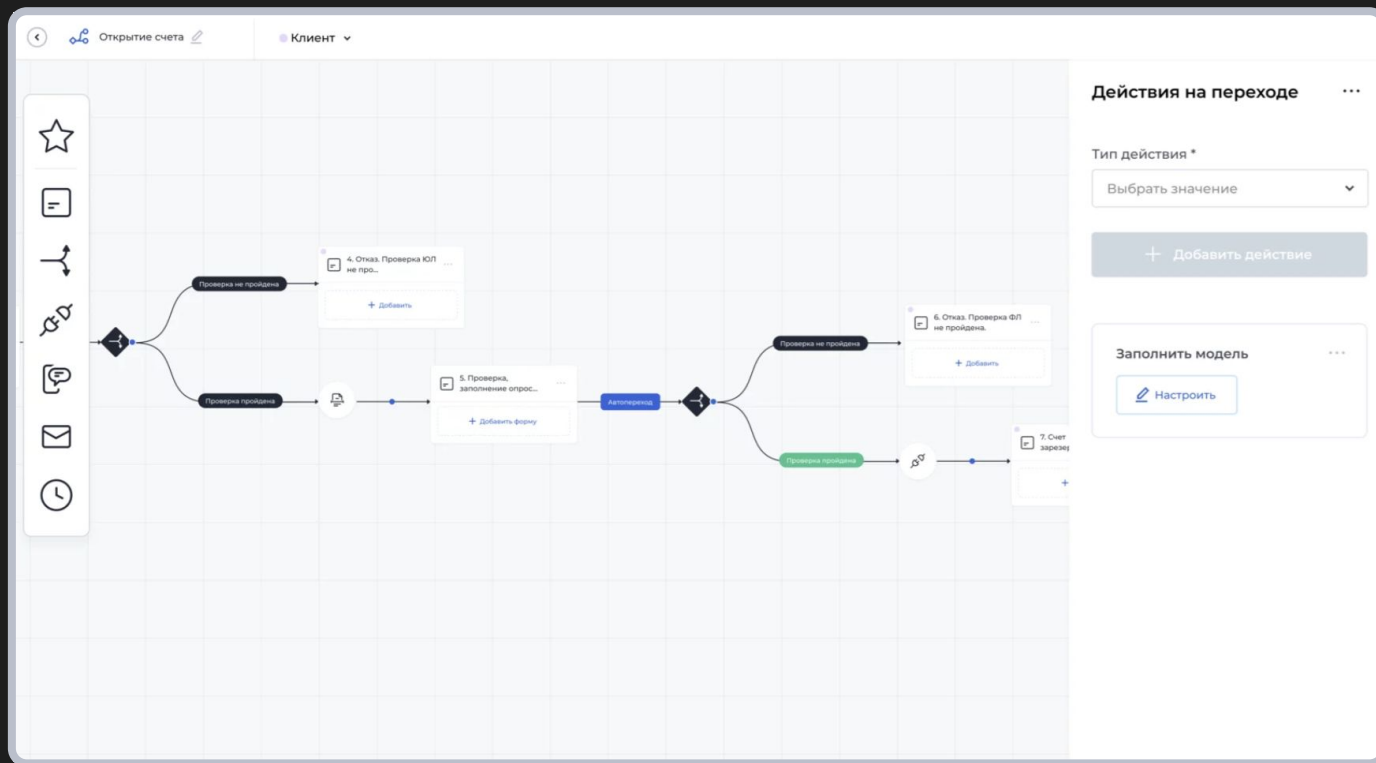 Открытие счета
Клиент
Действия на переходе
Тип действия *
Выбрать значение
Добавить действие
Заполнить модель
Настроить
Проверка не пройдена
4. Отказ. Проверка ЮЛ
не про...
+ Добавить
Проверка пройдена
5. Проверка,
заполнение опрос...
+ Добавить форму
Автопереход
Проверка не пройдена
6. Отказ. Проверка ФЛ
не пройдена.
+ Добавить
Проверка пройдена
7. Счет